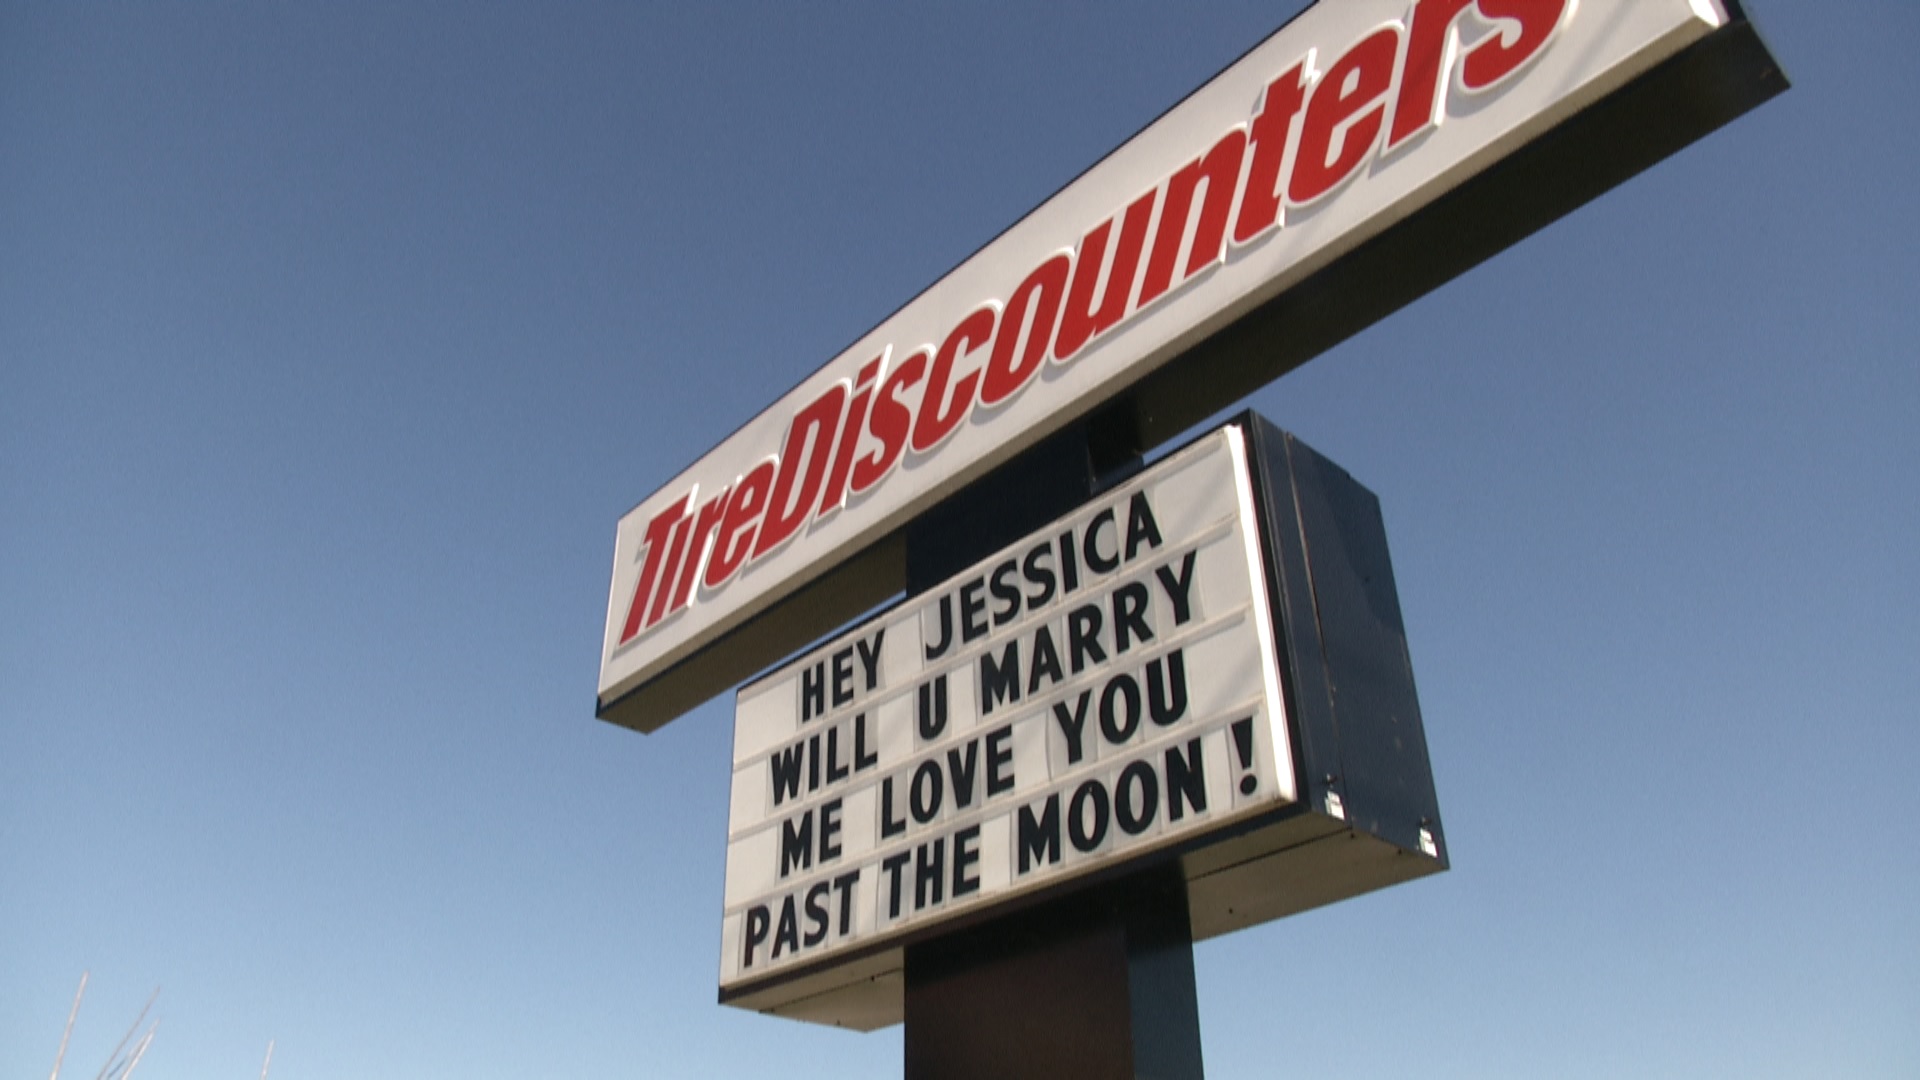 TireDiscounters
HEY JESSICA
WILL U MARRY
ME LOVE YOU
PAST THE MOON!